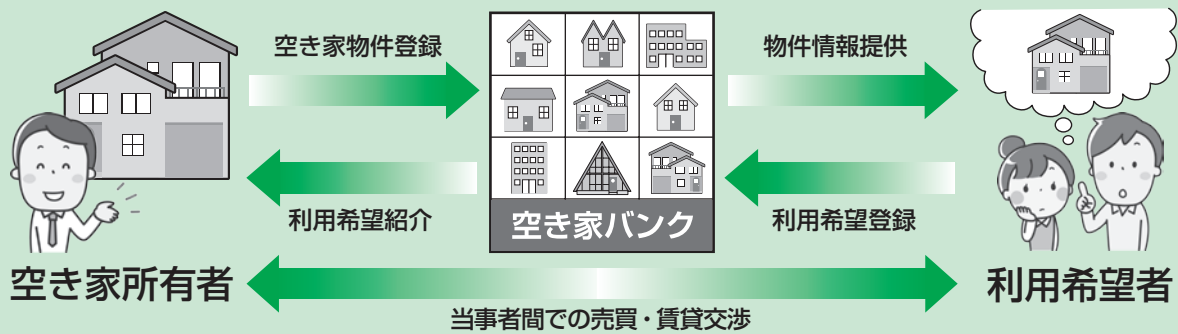 空き家物件登録
物件情報提供
利用希望紹介
空き家バンク
利用希望登録
空き家所有者
利用希望者
当事者間での売買・賃貸交渉